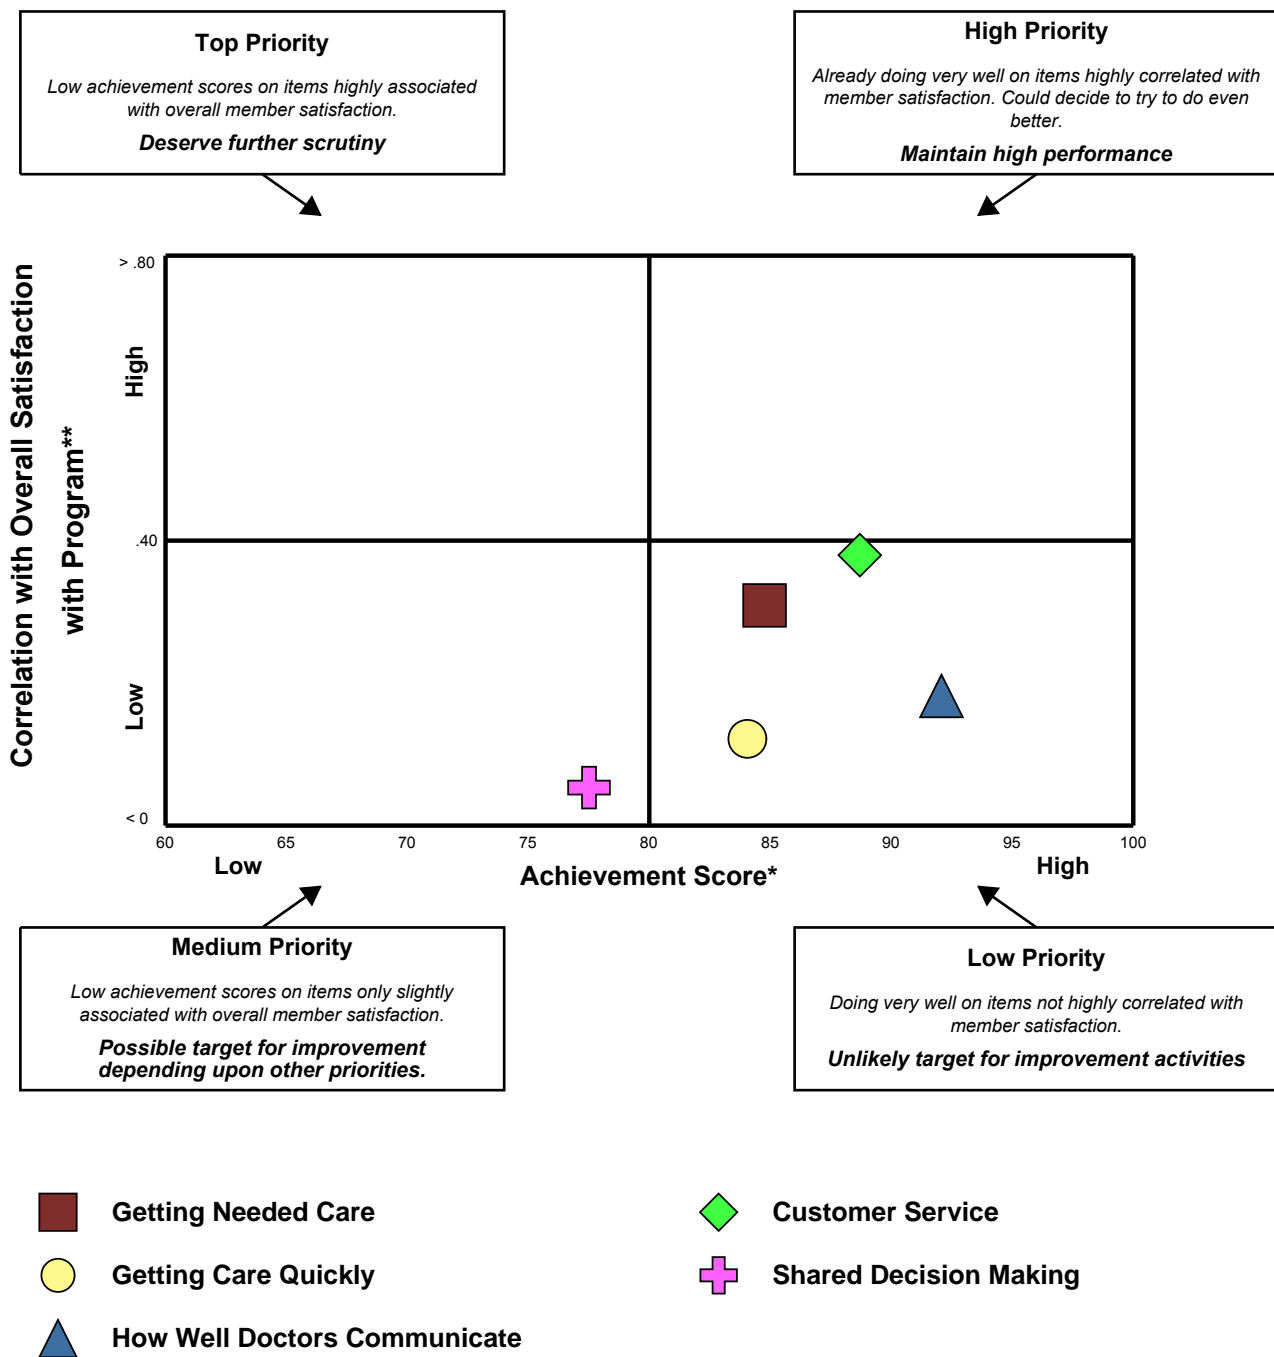 Top Priority
Low achievement scores on items highly associated
with overall member satisfaction.
Deserve further scrutiny
High Priority
Already doing very well on items highly correlated with
member satisfaction. Could decide to try to do even
better.
Maintain high performance
Correlation with Overall Satisfaction
with Program**
> .80
High
.40
Low
< 0
60 65 70 75 80 85 90 95 100
Low
Achievement Score*
High
Medium Priority
Low achievement scores on items only slightly
associated with overall member satisfaction.
Possible target for improvement
depending upon other priorities.
Low Priority
Doing very well on items not highly correlated with
member satisfaction.
Unlikely target for improvement activities
Getting Needed Care
Customer Service
Getting Care Quickly
Shared Decision Making
How Well Doctors Communicate